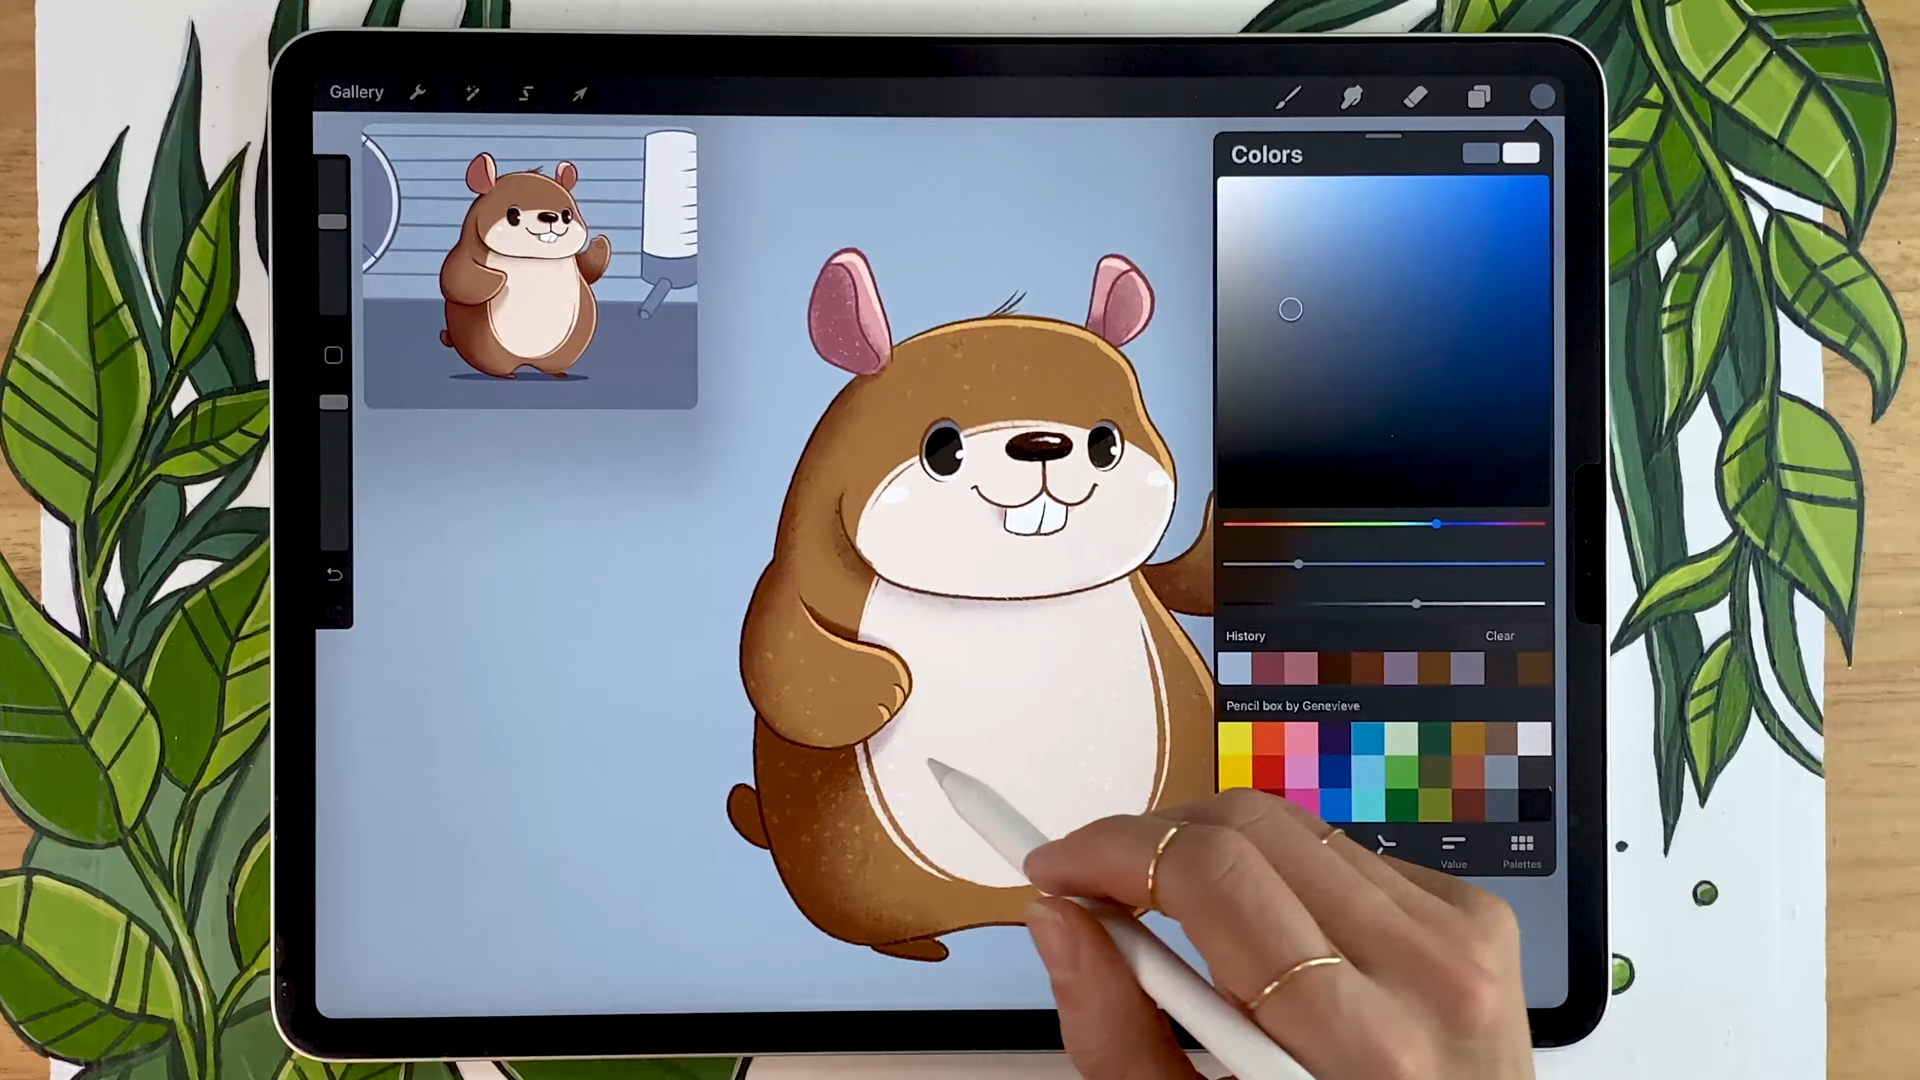 Gallery
Colors
History Clear
Pencil box by Genevieve
Value Palettes